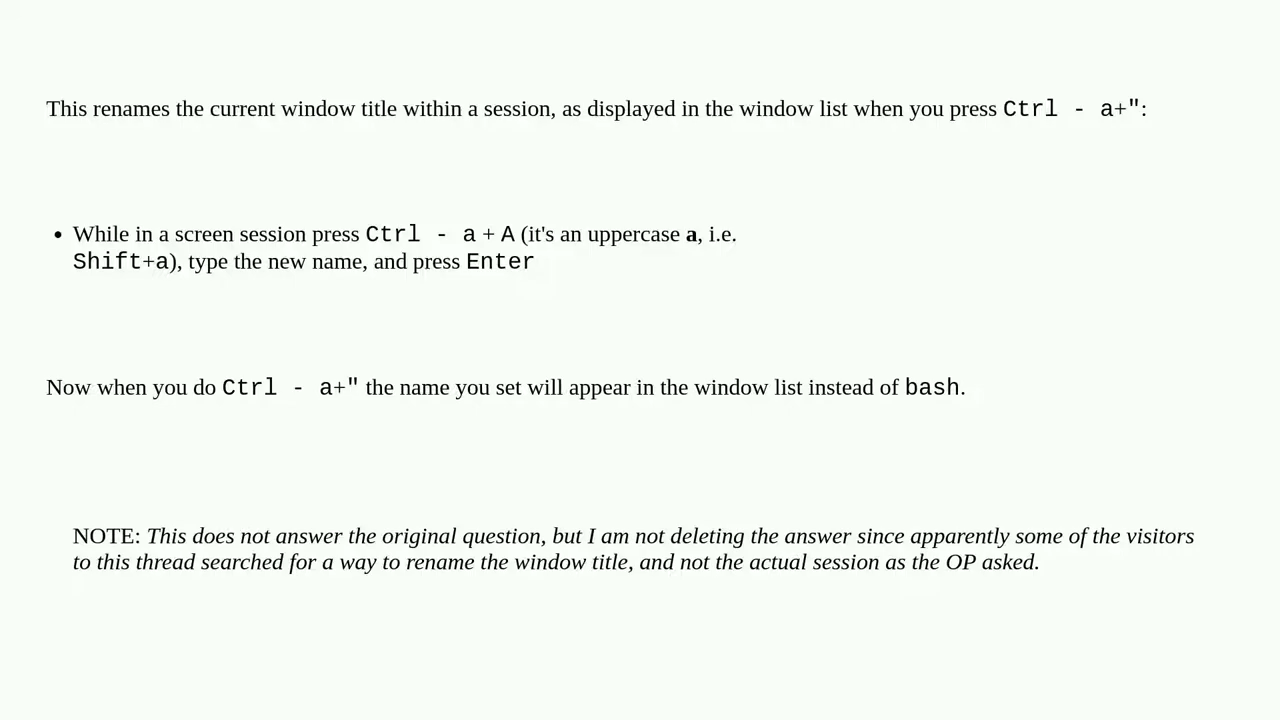 This renames the current window title within a session, as displayed in the window list when you press Ctrl - a+":
• While in a screen session press Ctrl - a + A (it's an uppercase a, i.e.
Shift+a), type the new name, and press Enter
Now when you do Ctrl - a+" the name you set will appear in the window list instead of bash.
NOTE: This does not answer the original question, but I am not deleting the answer since apparently some of the visitors
to this thread searched for a way to rename the window title, and not the actual session as the OP asked.